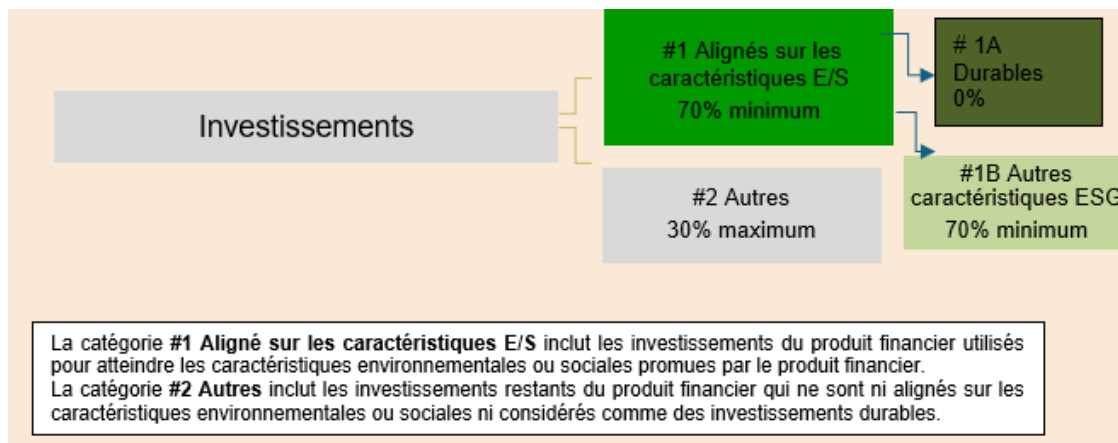 Investissements
#1 Alignés sur les
caractéristiques E/S
70% minimum
# 1A
Durables
0%
#1B Autres
caractéristiques ESG
70% minimum
#2 Autres
30% maximum
La catégorie #1 Aligné sur les caractéristiques E/S inclut les investissements du produit financier utilisés
pour atteindre les caractéristiques environnementales ou sociales promues par le produit financier.
La catégorie #2 Autres inclut les investissements restants du produit financier qui ne sont ni alignés sur les
caractéristiques environnementales ou sociales ni considérés comme des investissements durables.